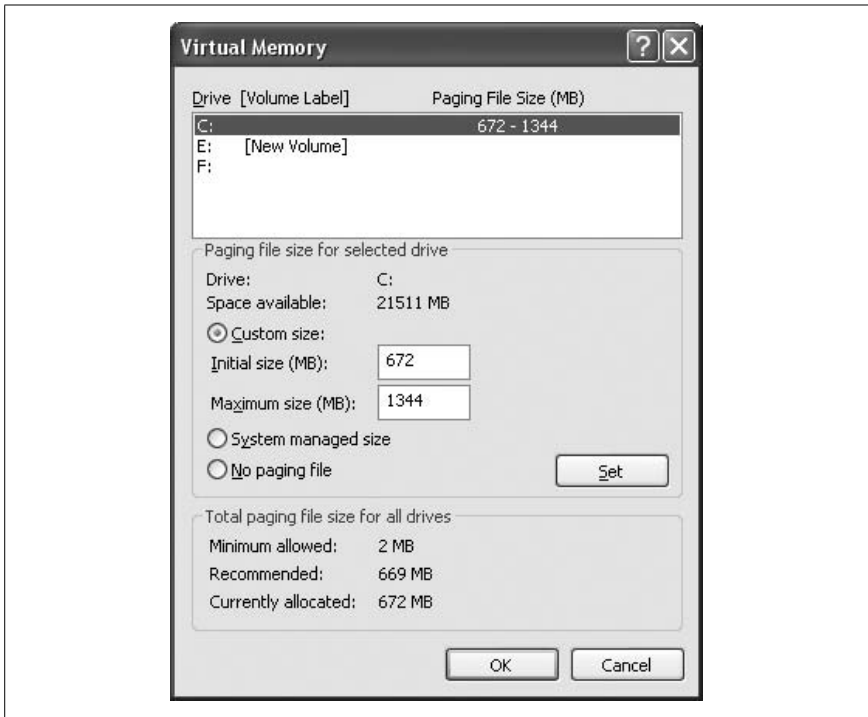 Virtual Memory
Drive [Volume Label] Paging File Size (MB)
C: 672 - 1344
E: [New Volume]
F:
Paging file size for selected drive
Drive: C:
Space available: 21511 MB
Custom size:
Initial size (MB): 672
Maximum size (MB): 1344
System managed size
No paging file
Set
Total paging file size for all drives
Minimum allowed: 2 MB
Recommended: 669 MB
Currently allocated: 672 MB
OK Cancel